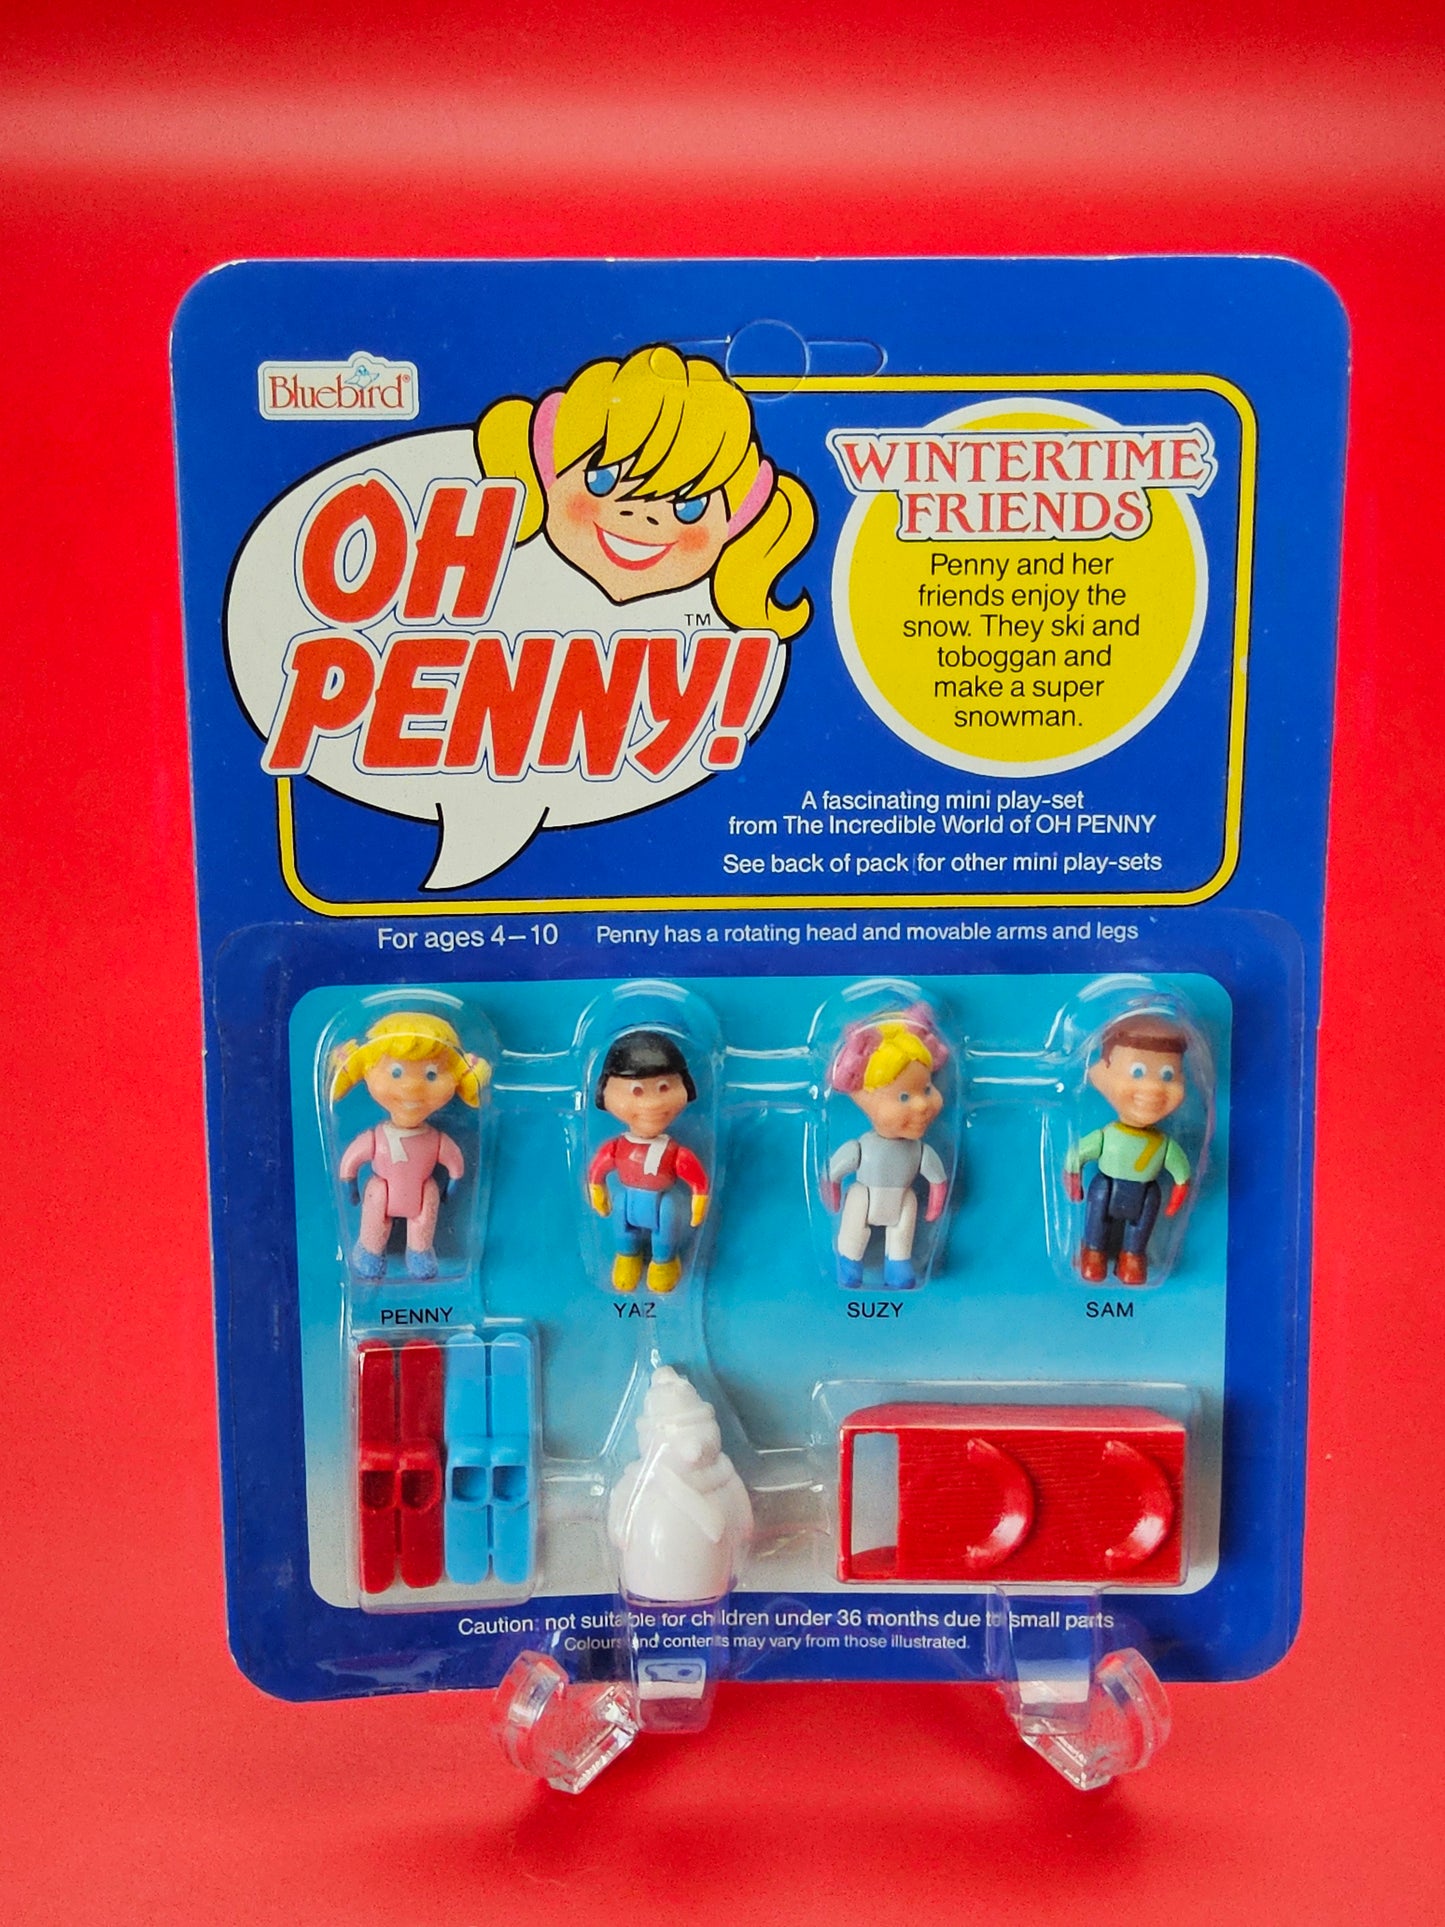 Bluebird®
OH
PENNY!
TM
WINTERTIME
FRIENDS
Penny and her
friends enjoy the
snow. They ski and
toboggan and
make a super
snowman.
A fascinating mini play-set
from The Incredible World of OH PENNY
See back of pack for other mini play-sets
For ages 4–10 Penny has a rotating head and movable arms and legs
PENNY YAZ SUZY SAM
Caution: not suitable for children under 36 months due to small parts
Colours and contents may vary from those illustrated.